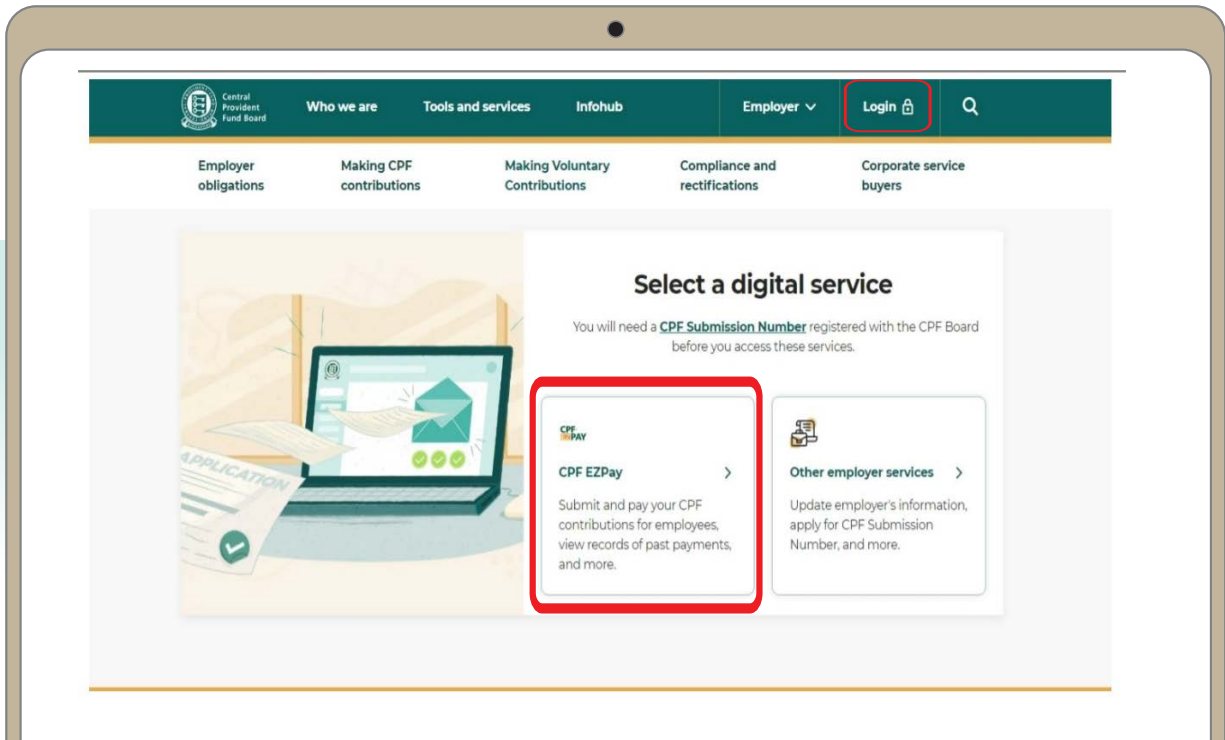 Central
Provident
Fund Board
Who we are
Tools and services
Infohub
Employer
Login
Employer
obligations
Making CPF
contributions
Making Voluntary
Contributions
Compliance and
rectifications
Corporate service
buyers
APPLICATION
Select a digital service
You will need a CPF Submission Number registered with the CPF Board
before you access these services.
CPF
EZPAY
CPF EZPay
Submit and pay your CPF
contributions for employees,
view records of past payments,
and more.
Other employer services
Update employer's information,
apply for CPF Submission
Number, and more.